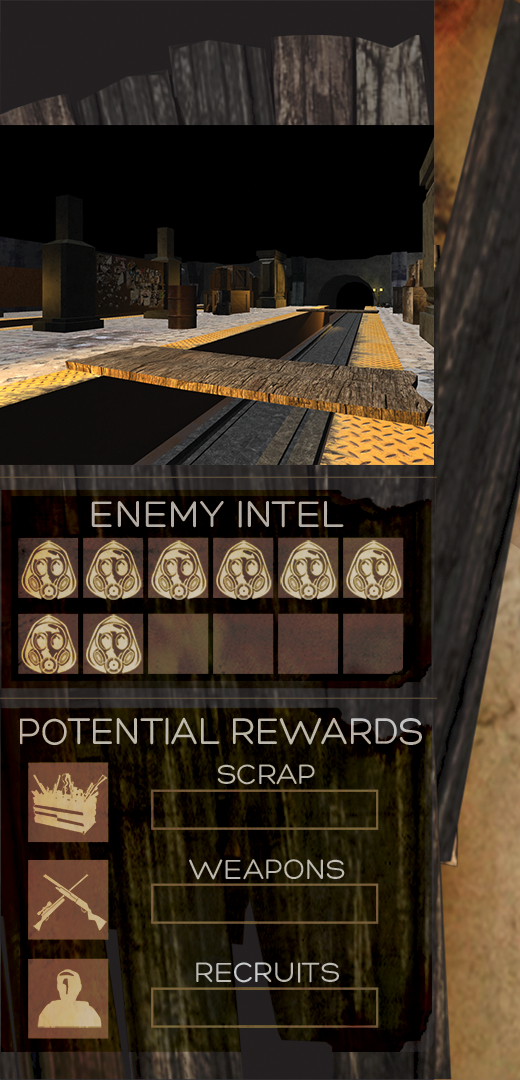 ENEMY INTEL
POTENTIAL REWARDS
SCRAP
WEAPONS
RECRUITS